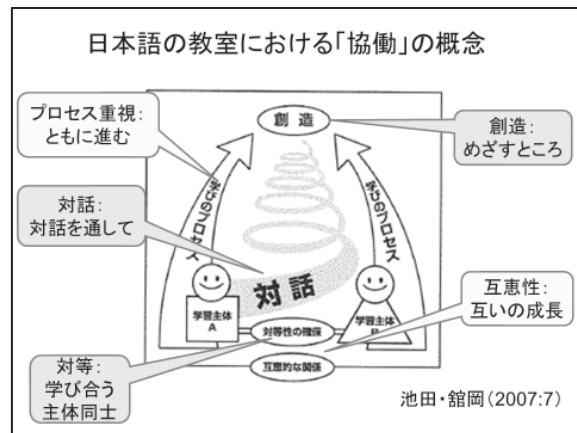 日本語の教室における「協働」の概念
プロセス重視:
ともに進む
創造
創造:
めざすところ
学びのプロセス
学びのプロセス
対話:
対話を通して
対話
学習主体
A
学習主体
B
対等性の確保
互恵的な関係
互恵性:
互いの成長
対等:
学び合う
主体同士
池田・舘岡(2007:7)